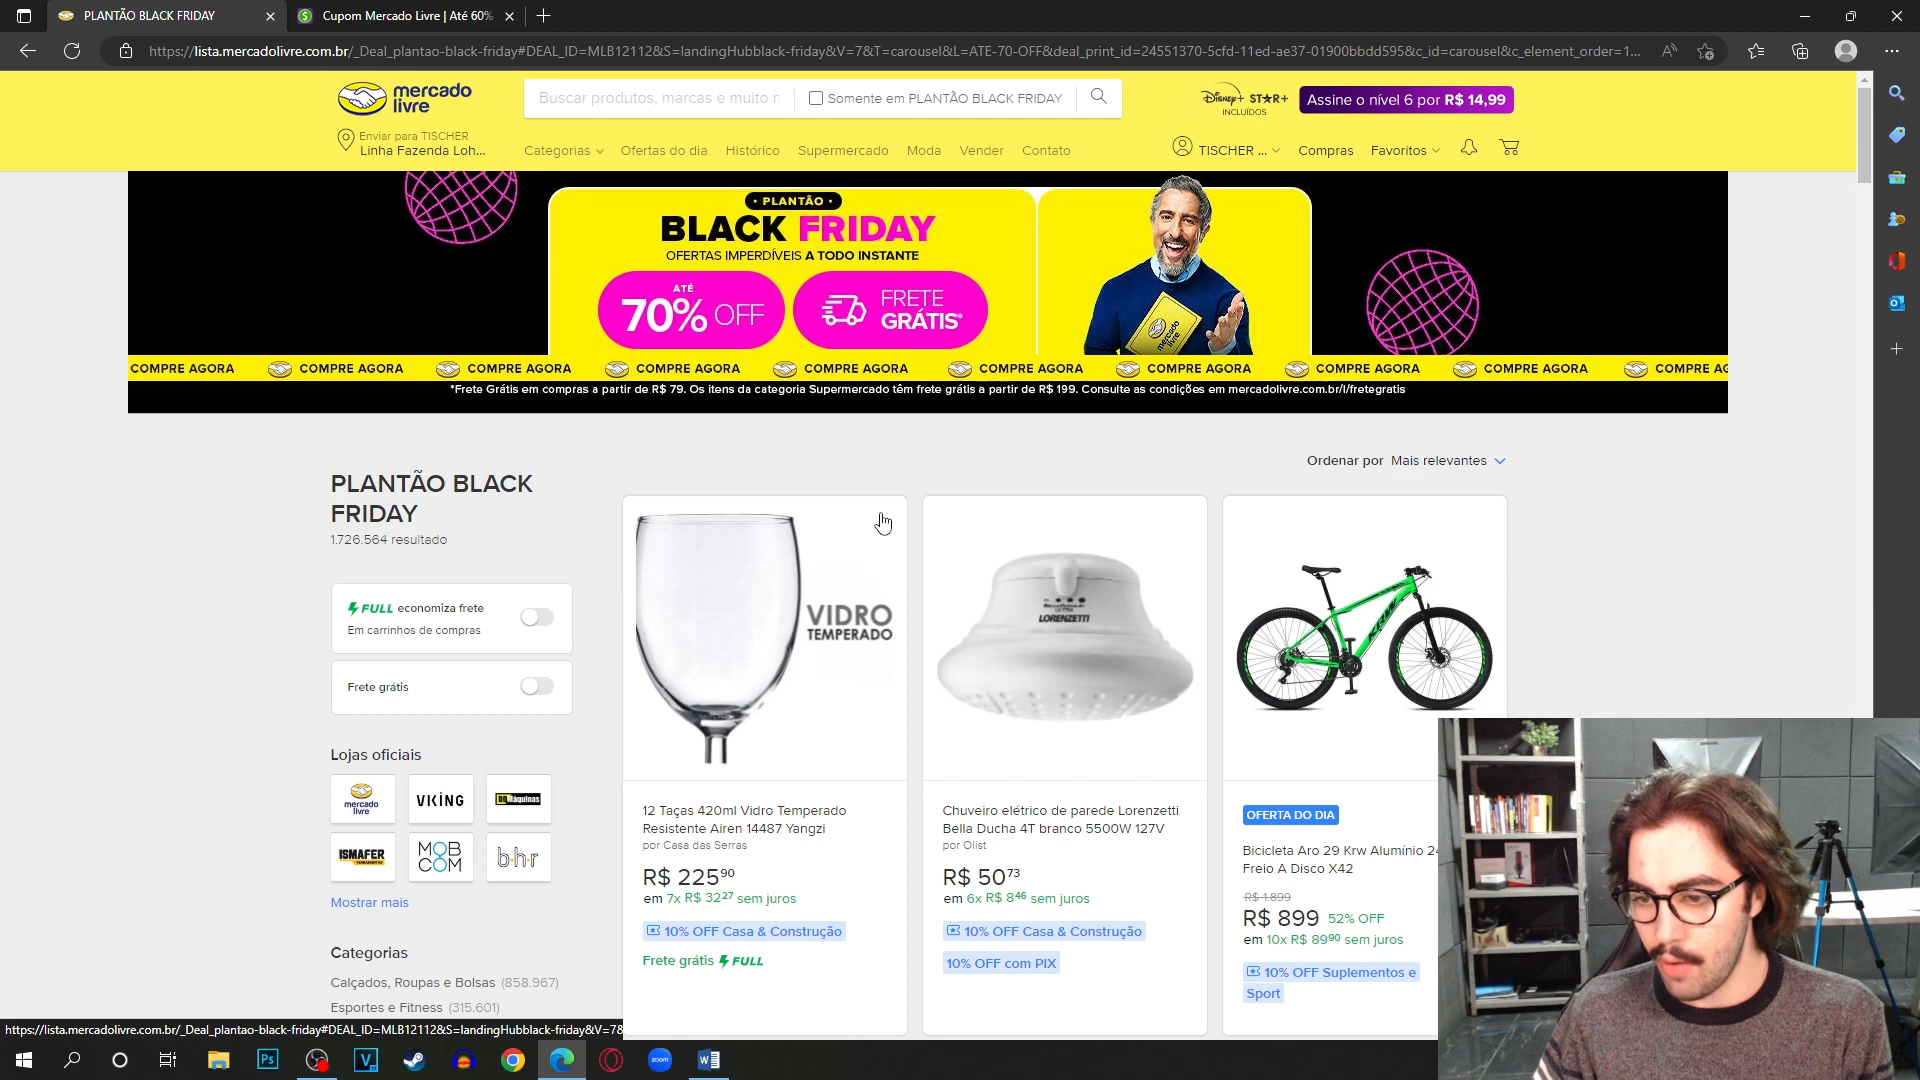 PLANTÃO BLACK FRIDAY
Cupom Mercado Livre | Até 60%
https://lista.mercadolivre.com.br/_Deal_plantao-black-friday#DEAL_ID=MLB12112&S=landingHubblack-friday&V=7&T=carousel&L=ATE-70-OFF&deal_print_id=24551370-5cfd-11ed-ae37-01900bbdd595&c_id=carousel&c_element_order=1...
mercado
livre
Buscar produtos, marcas e muito m
Somente em PLANTÃO BLACK FRIDAY
Disney+ STAR+
INCLUÍDOS
Assine o nível 6 por R$ 14,99
Enviar para TISCHER
Linha Fazenda Loh...
Categorias
Ofertas do dia
Histórico
Supermercado
Moda
Vender
Contato
TISCHER ...
Compras
Favoritos
• PLANTÃO •
BLACK FRIDAY
OFERTAS IMPERDÍVEIS A TODO INSTANTE
ATÉ
70% OFF
FRETE
GRÁTIS*
mercado
livre
COMPRE AGORA COMPRE AGORA COMPRE AGORA COMPRE AGORA COMPRE AGORA COMPRE AGORA COMPRE AGORA COMPRE AGORA COMPRE AGORA COMPRE AG
*Frete Grátis em compras a partir de R$ 79. Os itens da categoria Supermercado têm frete grátis a partir de R$ 199. Consulte as condições em mercadolivre.com.br/l/fretegratis
Ordenar por Mais relevantes
PLANTÃO BLACK
FRIDAY
1.726.564 resultado
FULL economiza frete
Em carrinhos de compras
Frete grátis
Lojas oficiais
mercado
livre
VIKING
DGMáquinas
ISMAFER
FERRAMENTAS
MOB
COM
b·h·r
Mostrar mais
Categorias
Calçados, Roupas e Bolsas (858.967)
Esportes e Fitness (315.601)
VIDRO
TEMPERADO
12 Taças 420ml Vidro Temperado
Resistente Airen 14487 Yangzi
por Casa das Serras
R$ 225 90
em 7x R$ 32 27 sem juros
10% OFF Casa & Construção
Frete grátis FULL
LORENZETTI
Chuveiro elétrico de parede Lorenzetti
Bella Ducha 4T branco 5500W 127V
por Olist
R$ 50 73
em 6x R$ 8 46 sem juros
10% OFF Casa & Construção
10% OFF com PIX
KRW
OFERTA DO DIA
Bicicleta Aro 29 Krw Alumínio 24
Freio A Disco X42
R$ 1.899
R$ 899 52% OFF
em 10x R$ 89 90 sem juros
10% OFF Suplementos e
Sport
https://lista.mercadolivre.com.br/_Deal_plantao-black-friday#DEAL_ID=MLB12112&S=landingHubblack-friday&V=7&
Ps
V
zoom